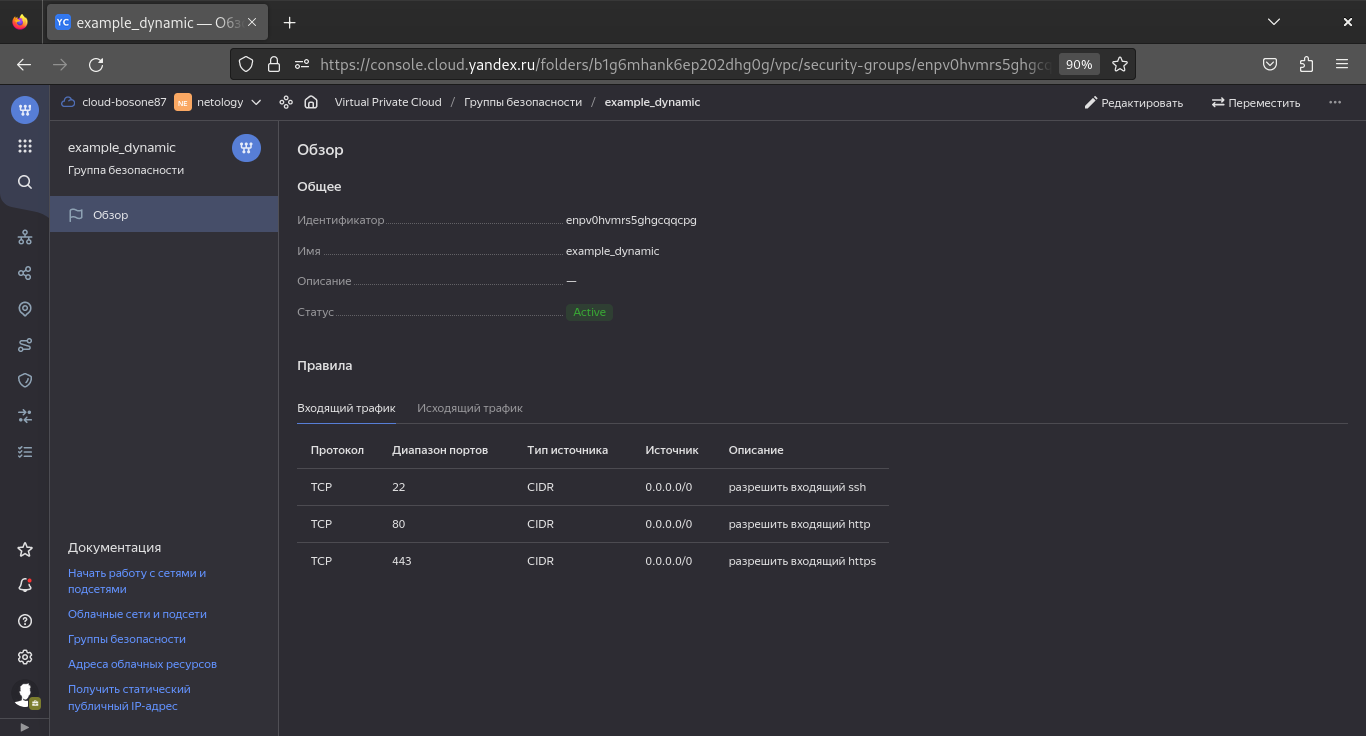 YC example_dynamic — Обз
https://console.cloud.yandex.ru/folders/b1g6mhank6ep202dhg0g/vpc/security-groups/enpv0hvmrs5ghgcq 90%
cloud-bosone87 NE netology Virtual Private Cloud / Группы безопасности / example_dynamic Редактировать Переместить
example_dynamic
Группа безопасности
Обзор
Документация
Начать работу с сетями и
подсетями
Облачные сети и подсети
Группы безопасности
Адреса облачных ресурсов
Получить статический
публичный IP-адрес
Обзор
Общее
Идентификатор enpv0hvmrs5ghgcqqcpg
Имя example_dynamic
Описание —
Статус Active
Правила
Входящий трафик Исходящий трафик
Протокол Диапазон портов Тип источника Источник Описание
TCP 22 CIDR 0.0.0.0/0 разрешить входящий ssh
TCP 80 CIDR 0.0.0.0/0 разрешить входящий http
TCP 443 CIDR 0.0.0.0/0 разрешить входящий https